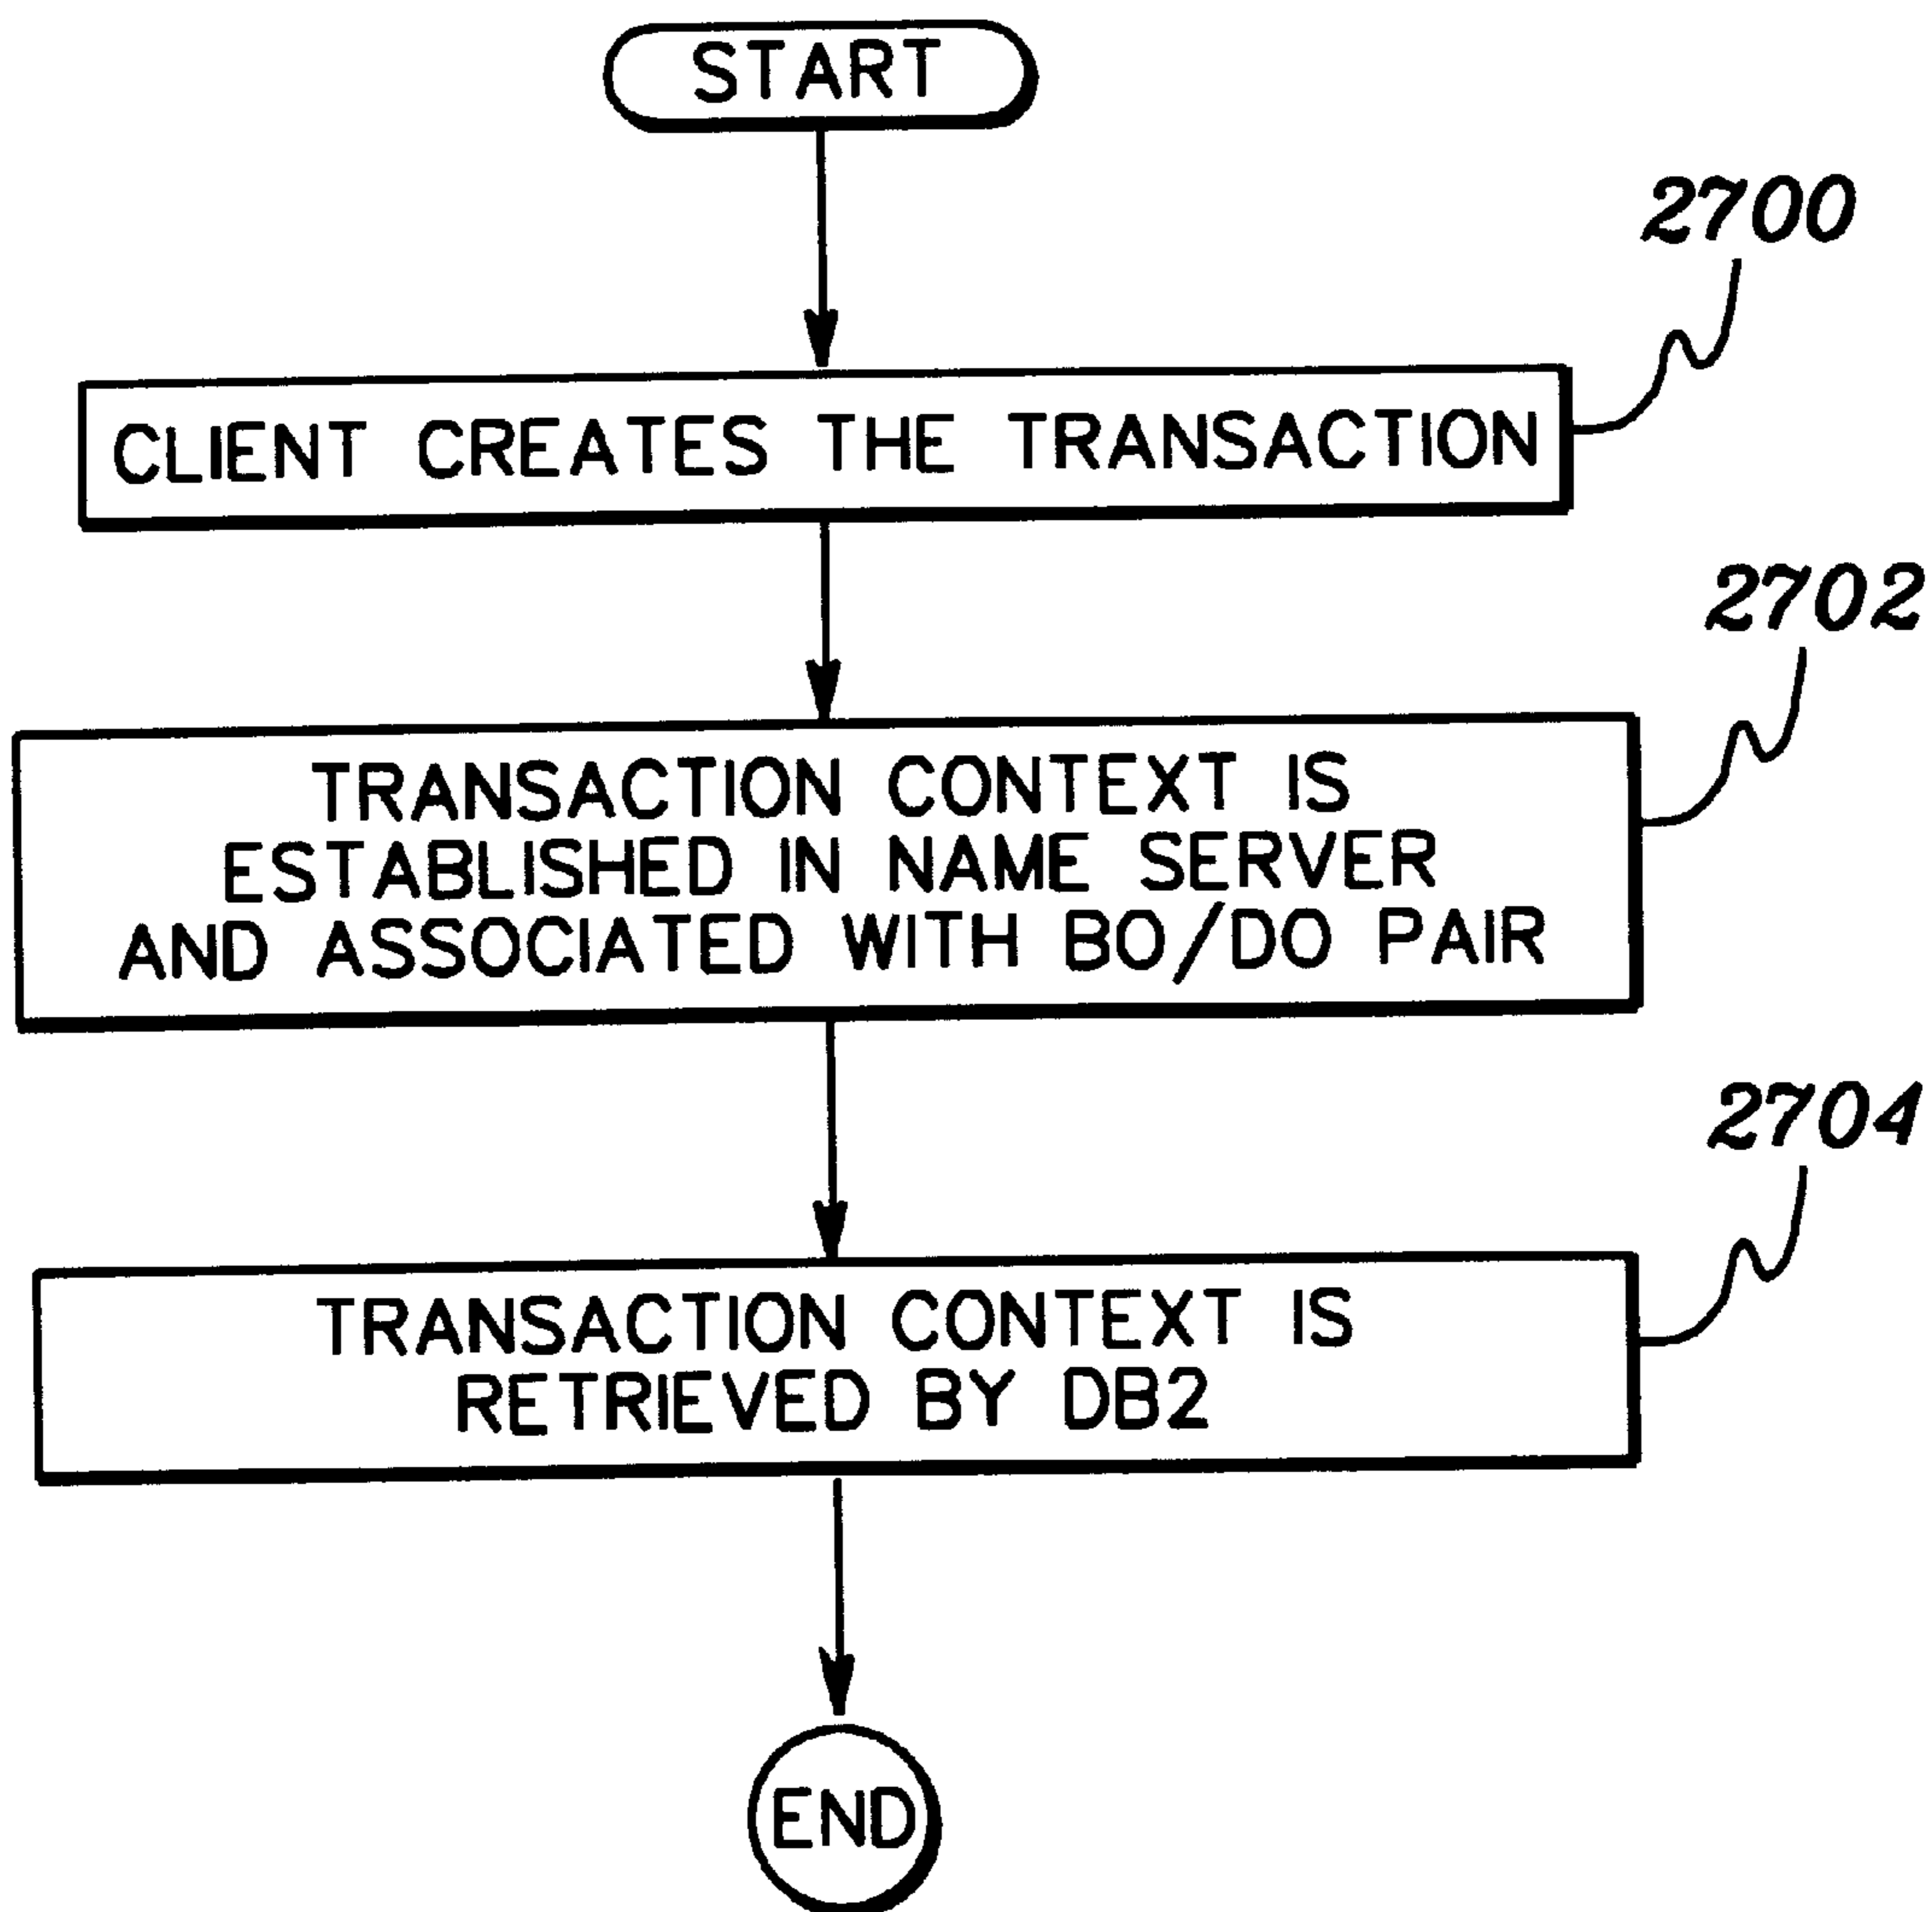 START
2700
CLIENT CREATES THE TRANSACTION
2702
TRANSACTION CONTEXT IS
ESTABLISHED IN NAME SERVER
AND ASSOCIATED WITH BO/DO PAIR
2704
TRANSACTION CONTEXT IS
RETRIEVED BY DB2
END